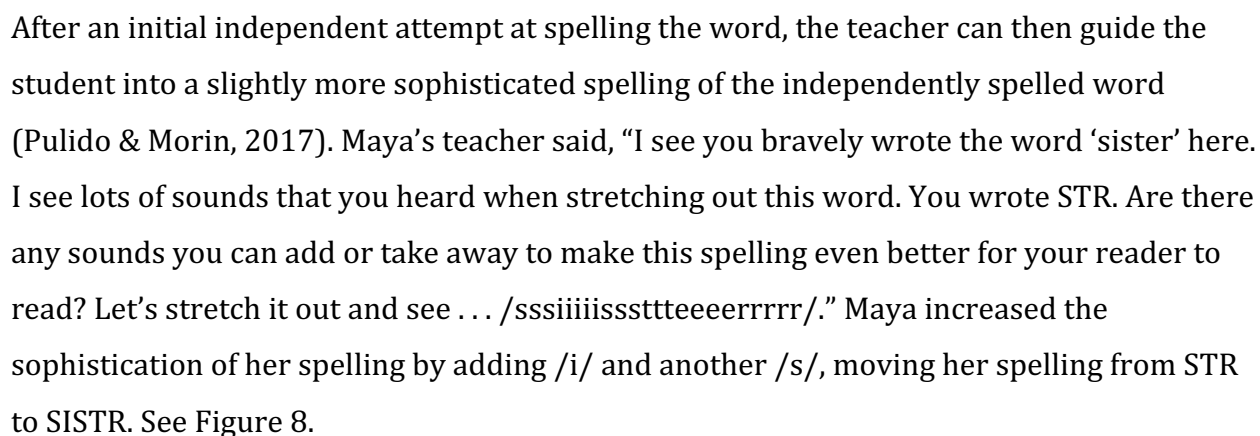 After an initial independent attempt at spelling the word, the teacher can then guide the
student into a slightly more sophisticated spelling of the independently spelled word
(Pulido & Morin, 2017). Maya’s teacher said, “I see you bravely wrote the word ‘sister’ here.
I see lots of sounds that you heard when stretching out this word. You wrote STR. Are there
any sounds you can add or take away to make this spelling even better for your reader to
read? Let’s stretch it out and see . . . /sssiiiiisssttteeeerrrrr/.” Maya increased the
sophistication of her spelling by adding /i/ and another /s/, moving her spelling from STR
to SISTR. See Figure 8.